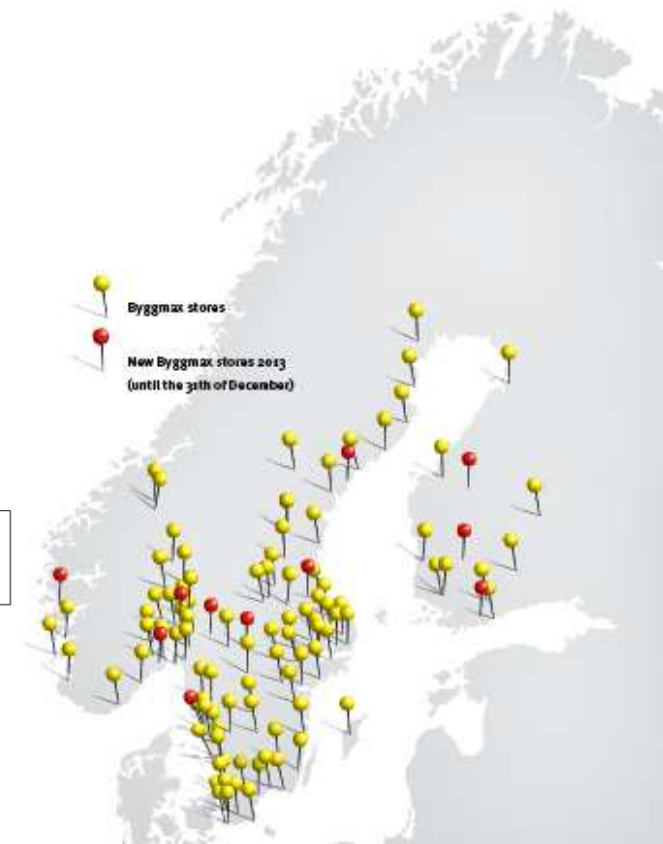 Byggmax stores
New Byggmax stores 2013
(until the 31th of December)